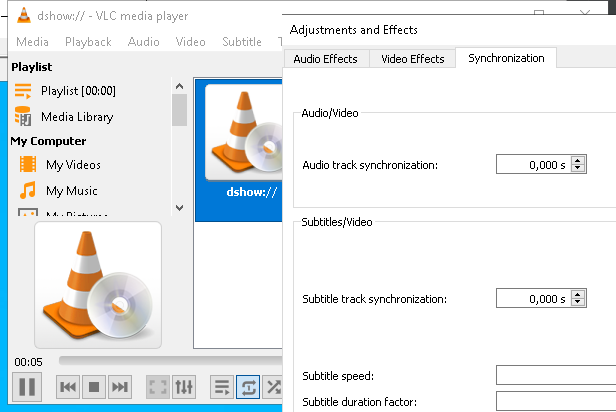 dshow:// - VLC media player
Media Playback Audio Video Subtitle
Playlist
Playlist [00:00]
Media Library
My Computer
My Videos
My Music
My Pictures
dshow://
00:05
Adjustments and Effects
Audio Effects Video Effects Synchronization
Audio/Video
Audio track synchronization: 0,000 s
Subtitles/Video
Subtitle track synchronization: 0,000 s
Subtitle speed:
Subtitle duration factor: